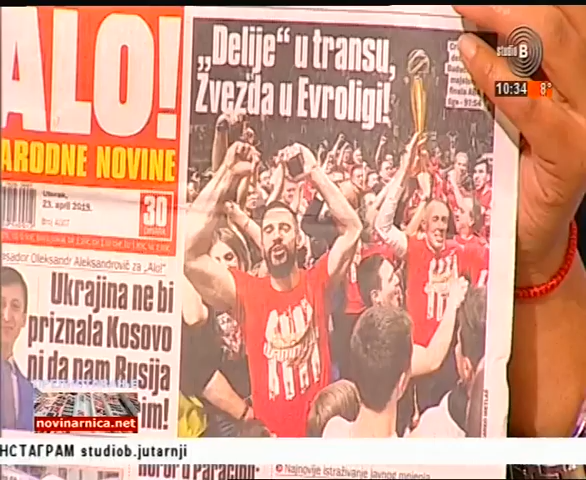 ALO!
ARODNE NOVINE
Utorak,
23. april 2019.
30
„Delije“ u transu,
Zvezda u Evroligi!
studio B
10:34 8°
esador Oleksandr Aleksandrovič za „Alo!“
Ukrajina ne bi
priznala Kosovo
ni da nam Rusija
im!
novinarnica.net
НСТАГРАМ studiob.jutarnji
Najnovije istraživanje javnog mnjenja